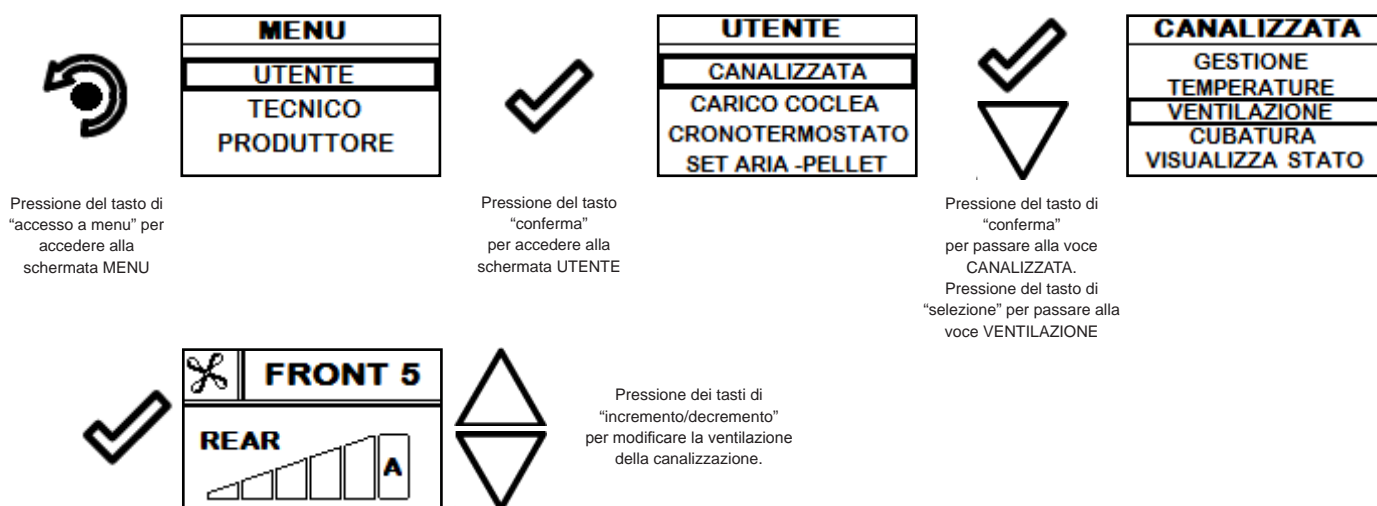 MENU
UTENTE
TECNICO
PRODUTTORE
Pressione del tasto di
“accesso a menu” per
accedere alla
schermata MENU
UTENTE
CANALIZZATA
CARICO COCLEA
CRONOTERMOSTATO
SET ARIA -PELLET
Pressione del tasto
“conferma”
per accedere alla
schermata UTENTE
CANALIZZATA
GESTIONE
TEMPERATURE
VENTILAZIONE
CUBATURA
VISUALIZZA STATO
Pressione del tasto di
“conferma”
per passare alla voce
CANALIZZATA.
Pressione del tasto di
“selezione” per passare alla
voce VENTILAZIONE
FRONT 5
REAR
A
Pressione dei tasti di
“incremento/decremento”
per modificare la ventilazione
della canalizzazione.